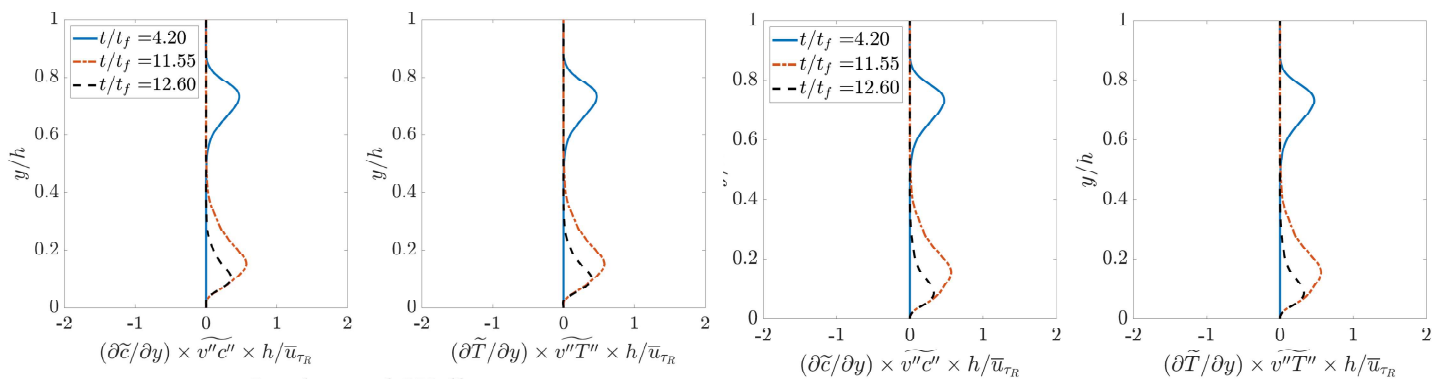 t/t_f =4.20
t/t_f =11.55
t/t_f =12.60
1
0.8
0.6
0.4
0.2
0
y/h
-2 -1 0 1 2
(∂c̃/∂y) × \widetilde{v''c''} × h/ū_{τ_R}
1
0.8
0.6
0.4
0.2
0
y/h
-2 -1 0 1 2
(∂T̃/∂y) × \widetilde{v''T''} × h/ū_{τ_R}
t/t_f =4.20
t/t_f =11.55
t/t_f =12.60
1
0.8
0.6
0.4
0.2
0
-2 -1 0 1 2
(∂c̃/∂y) × \widetilde{v''c''} × h/ū_{τ_R}
1
0.8
0.6
0.4
0.2
0
y/h
-2 -1 0 1 2
(∂T̃/∂y) × \widetilde{v''T''} × h/ū_{τ_R}